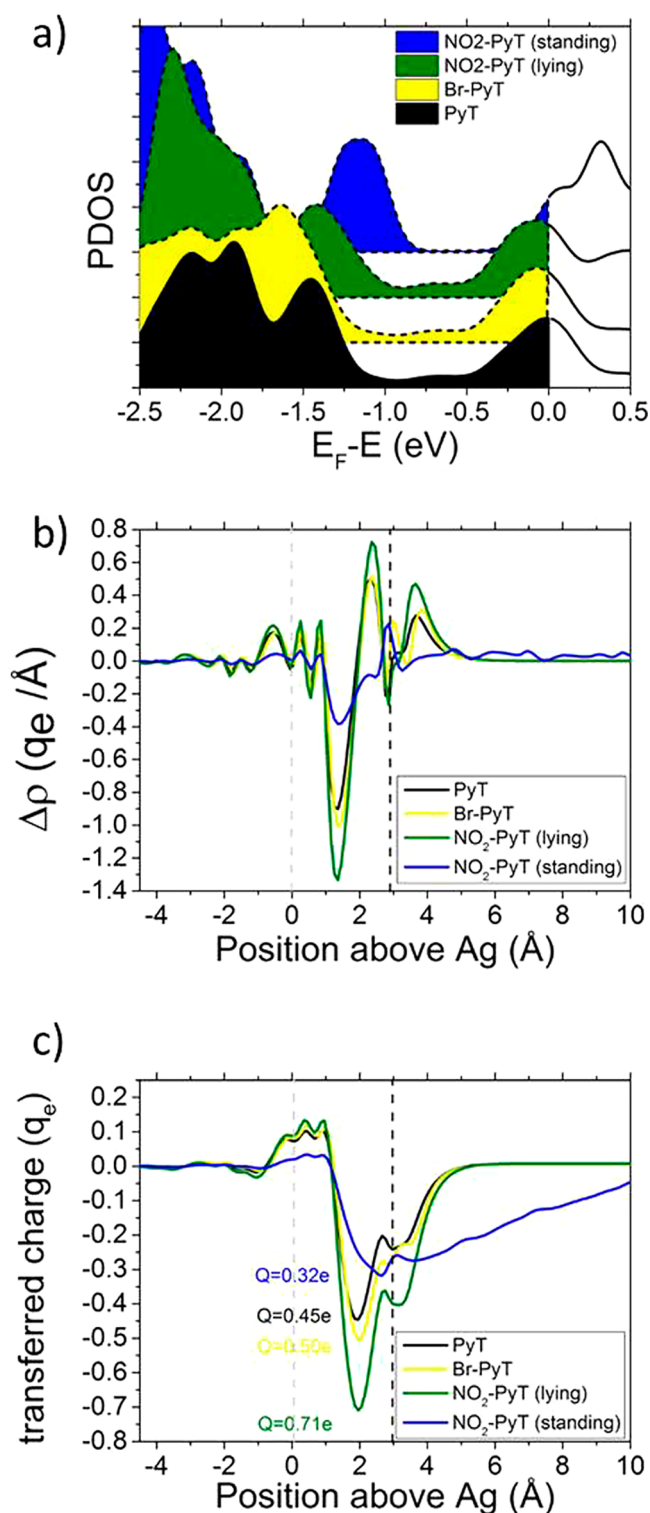 a)
NO2-PyT (standing)
NO2-PyT (lying)
Br-PyT
PyT
PDOS
-2.5 -2.0 -1.5 -1.0 -0.5 0.0 0.5
E_F-E (eV)
b)
0.8
0.6
0.4
0.2
0.0
-0.2
-0.4
-0.6
-0.8
-1.0
-1.2
-1.4
Δρ (qe /Å)
PyT
Br-PyT
NO₂-PyT (lying)
NO₂-PyT (standing)
-4 -2 0 2 4 6 8 10
Position above Ag (Å)
c)
0.2
0.1
0.0
-0.1
-0.2
-0.3
-0.4
-0.5
-0.6
-0.7
-0.8
transferred charge (qₑ)
Q=0.32e
Q=0.45e
Q=0.50e
Q=0.71e
PyT
Br-PyT
NO₂-PyT (lying)
NO₂-PyT (standing)
-4 -2 0 2 4 6 8 10
Position above Ag (Å)